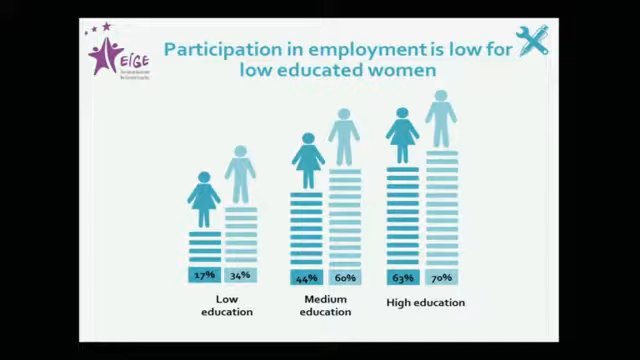 Participation in employment is low for
low educated women
EIGE
17% 34% 44% 60% 63% 70%
Low
education
Medium
education
High education